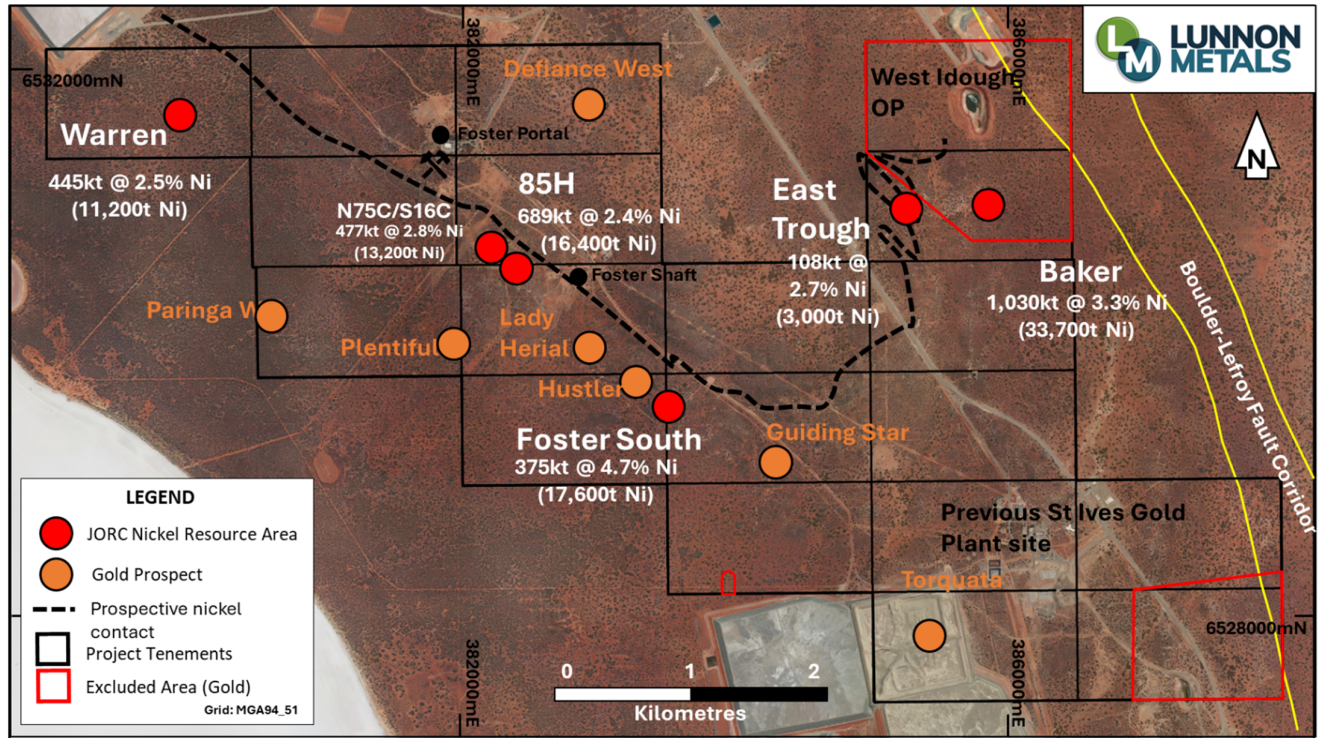 LUNNON
METALS
L
M
N
382000mE
386000mE
6532000mN
Defiance West
West Idough
OP
Warren
445kt @ 2.5% Ni
(11,200t Ni)
Foster Portal
N75C/S16C
477kt @ 2.8% Ni
(13,200t Ni)
85H
689kt @ 2.4% Ni
(16,400t Ni)
East
Trough
108kt @
2.7% Ni
(3,000t Ni)
Baker
1,030kt @ 3.3% Ni
(33,700t Ni)
Foster Shaft
Boulder-Lefroy Fault Corridor
Paringa W
Plentiful
Lady
Herial
Hustler
Foster South
375kt @ 4.7% Ni
(17,600t Ni)
Guiding Star
Previous St Ives Gold
Plant site
Torquata
6528000mN
382000mE
386000mE
LEGEND
JORC Nickel Resource Area
Gold Prospect
Prospective nickel
contact
Project Tenements
Excluded Area (Gold)
Grid: MGA94_51
0 1 2
Kilometres